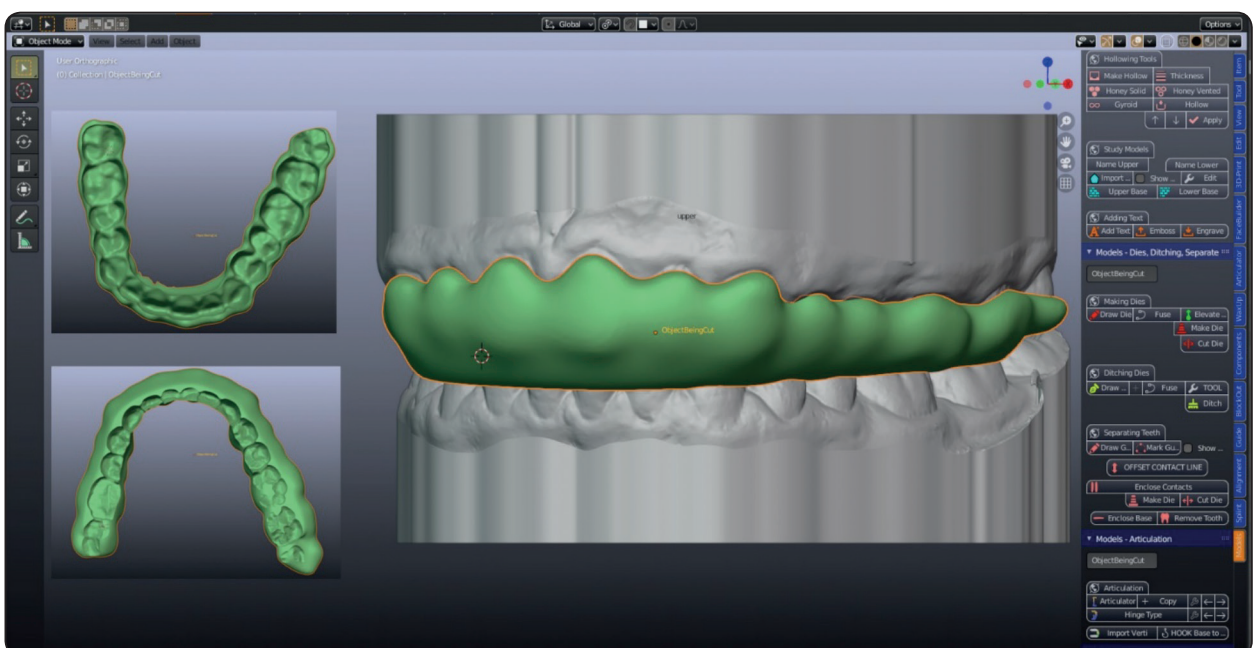 Global
Options
Object Mode View Select Add Object
User Orthographic
(0) Collection | ObjectBeingCut
upper
ObjectBeingCut
Hollowing Tools
Make Hollow Thickness
Honey Solid Honey Vented
Gyroid Hollow
Apply
Study Models
Name Upper Name Lower
Import ... Show ... Edit
Upper Base Lower Base
Adding Text
Add Text Emboss Engrave
Models - Dies, Ditching, Separate
ObjectBeingCut
Making Dies
Draw Die Fuse Elevate ...
Make Die
Cut Die
Ditching Dies
Draw ... Fuse TOOL
Ditch
Separating Teeth
Draw G.. Mark Gu.. Show ...
OFFSET CONTACT LINE
Enclose Contacts
Make Die Cut Die
Enclose Base Remove Tooth
Models - Articulation
ObjectBeingCut
Articulation
Articulator + Copy
Hinge Type
Import Verti HOOK Base to ...
Item
Tool
View
Edit
3D-Print
FaceBuilder
Articulator
WaxUp
Components
BlockOut
Guide
Alignment
Splint
Model